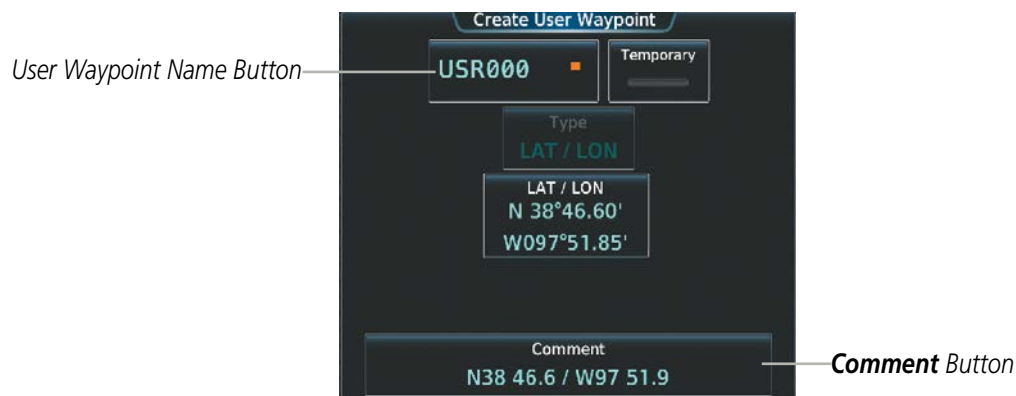 Create User Waypoint
User Waypoint Name Button
USR000
Temporary
Type
LAT / LON
LAT / LON
N 38°46.60'
W097°51.85'
Comment
N38 46.6 / W97 51.9
Comment Button